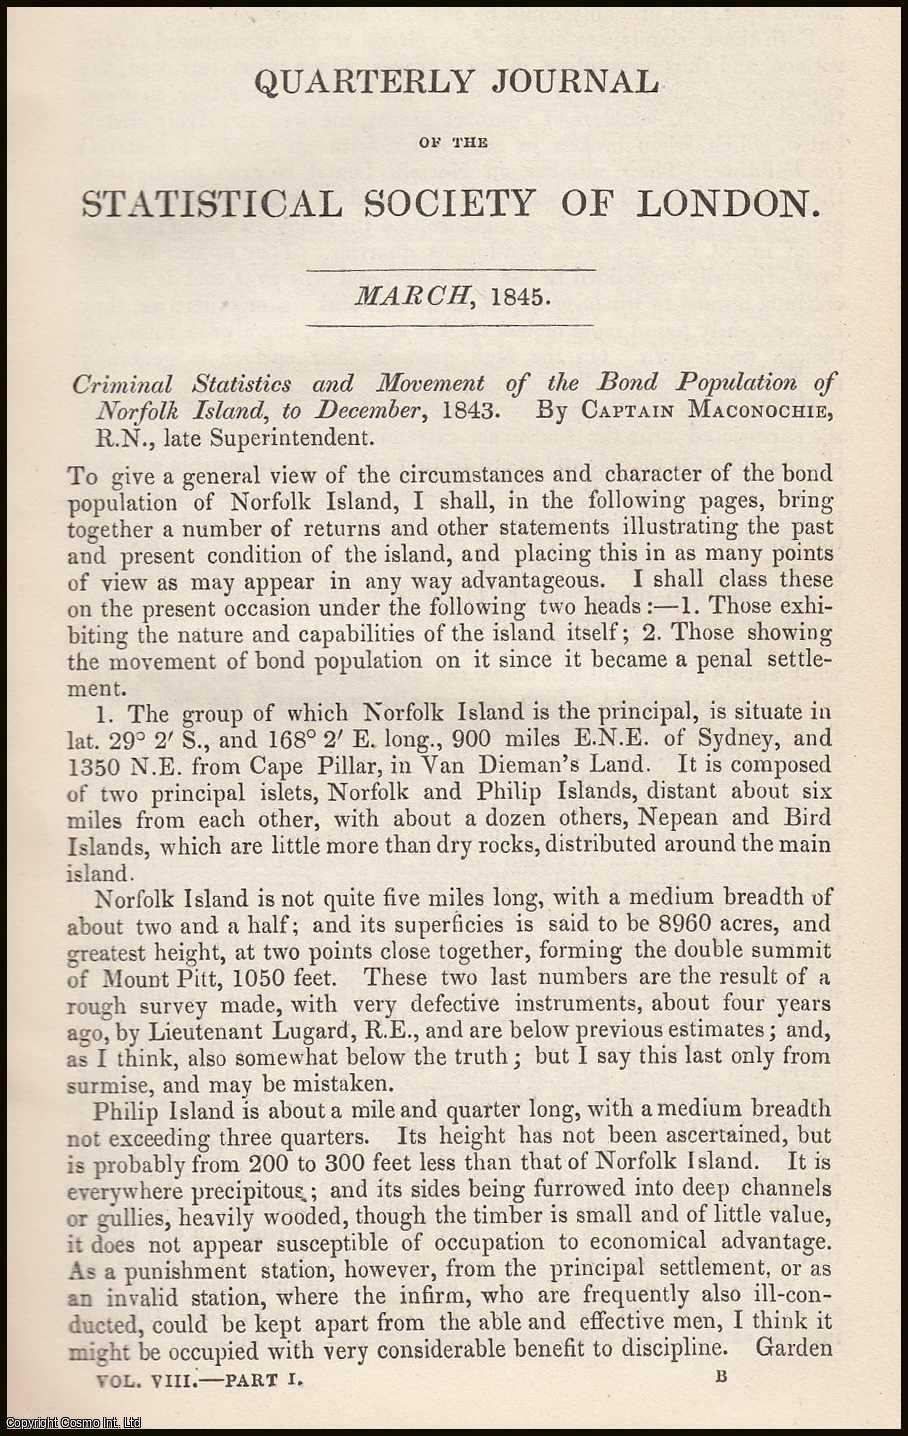 QUARTERLY JOURNAL
OF THE
STATISTICAL SOCIETY OF LONDON.
MARCH, 1845.
Criminal Statistics and Movement of the Bond Population of
Norfolk Island, to December, 1843. By CAPTAIN MACONOCHIE,
R.N., late Superintendent.
To give a general view of the circumstances and character of the bond
population of Norfolk Island, I shall, in the following pages, bring
together a number of returns and other statements illustrating the past
and present condition of the island, and placing this in as many points
of view as may appear in any way advantageous. I shall class these
on the present occasion under the following two heads:—1. Those exhi-
biting the nature and capabilities of the island itself; 2. Those showing
the movement of bond population on it since it became a penal settle-
ment.
1. The group of which Norfolk Island is the principal, is situate in
lat. 29° 2′ S., and 168° 2′ E. long., 900 miles E.N.E. of Sydney, and
1350 N.E. from Cape Pillar, in Van Dieman's Land. It is composed
of two principal islets, Norfolk and Philip Islands, distant about six
miles from each other, with about a dozen others, Nepean and Bird
Islands, which are little more than dry rocks, distributed around the main
island.
Norfolk Island is not quite five miles long, with a medium breadth of
about two and a half; and its superficies is said to be 8960 acres, and
greatest height, at two points close together, forming the double summit
of Mount Pitt, 1050 feet. These two last numbers are the result of a
rough survey made, with very defective instruments, about four years
ago, by Lieutenant Lugard, R.E., and are below previous estimates; and,
as I think, also somewhat below the truth; but I say this last only from
surmise, and may be mistaken.
Philip Island is about a mile and quarter long, with a medium breadth
not exceeding three quarters. Its height has not been ascertained, but
is probably from 200 to 300 feet less than that of Norfolk Island. It is
everywhere precipitous; and its sides being furrowed into deep channels
or gullies, heavily wooded, though the timber is small and of little value,
it does not appear susceptible of occupation to economical advantage.
As a punishment station, however, from the principal settlement, or as
an invalid station, where the infirm, who are frequently also ill-con-
ducted, could be kept apart from the able and effective men, I think it
might be occupied with very considerable benefit to discipline. Garden
VOL. VIII.—PART I. B
Copyright Cosmo Int. Ltd